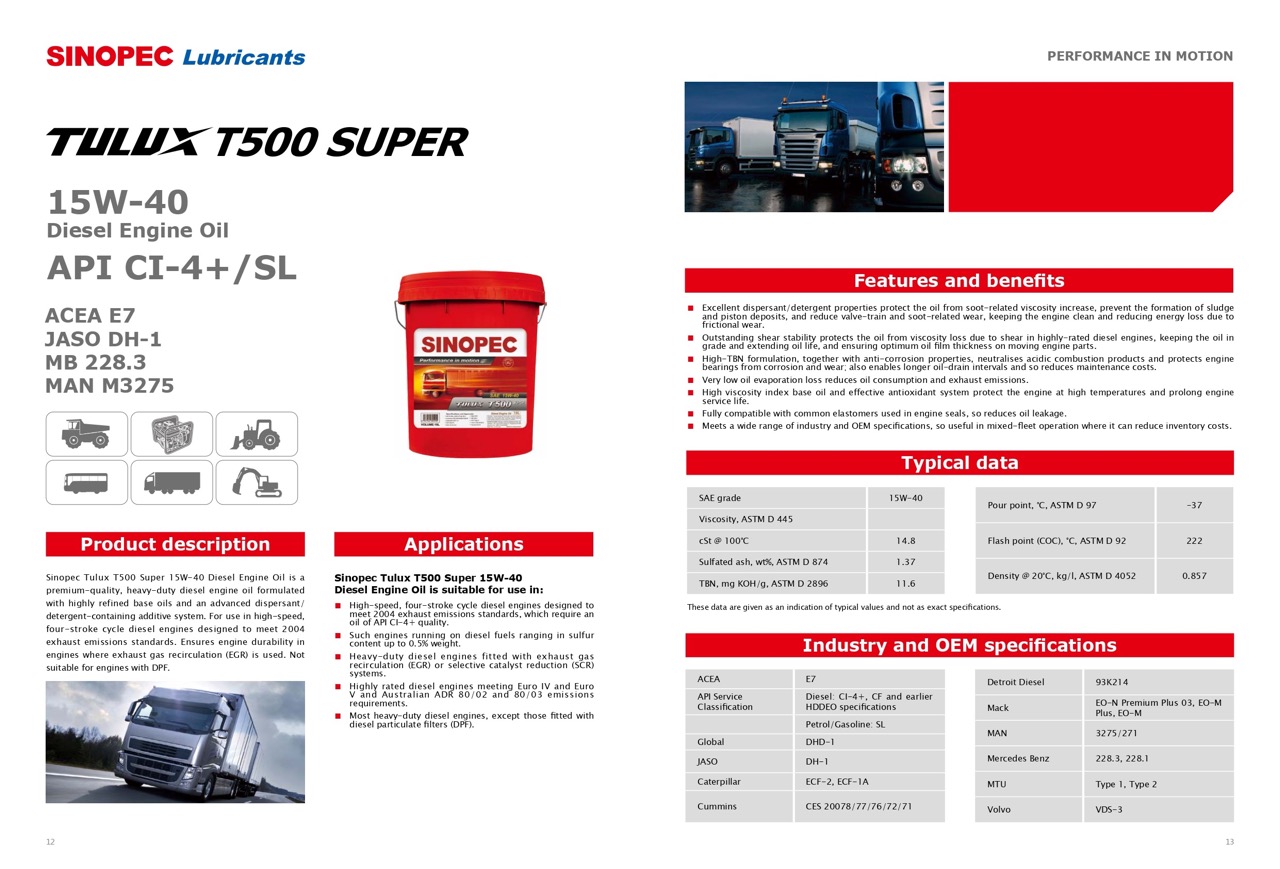 SINOPEC Lubricants
TULUX T500 SUPER
15W-40
Diesel Engine Oil
API CI-4+/SL
ACEA E7
JASO DH-1
MB 228.3
MAN M3275
SINOPEC
Performance in motion
SAE 15W-40
TULUX T500
Product description
Sinopec Tulux T500 Super 15W-40 Diesel Engine Oil is a
premium-quality, heavy-duty diesel engine oil formulated
with highly refined base oils and an advanced dispersant/
detergent-containing additive system. For use in high-speed,
four-stroke cycle diesel engines designed to meet 2004
exhaust emissions standards. Ensures engine durability in
engines where exhaust gas recirculation (EGR) is used. Not
suitable for engines with DPF.
Applications
Sinopec Tulux T500 Super 15W-40
Diesel Engine Oil is suitable for use in:
■ High-speed, four-stroke cycle diesel engines designed to
meet 2004 exhaust emissions standards, which require an
oil of API CI-4+ quality.
■ Such engines running on diesel fuels ranging in sulfur
content up to 0.5% weight.
■ Heavy-duty diesel engines fitted with exhaust gas
recirculation (EGR) or selective catalyst reduction (SCR)
systems.
■ Highly rated diesel engines meeting Euro IV and Euro
V and Australian ADR 80/02 and 80/03 emissions
requirements.
■ Most heavy-duty diesel engines, except those fitted with
diesel particulate filters (DPF).
12
PERFORMANCE IN MOTION
Features and benefits
■ Excellent dispersant/detergent properties protect the oil from soot-related viscosity increase, prevent the formation of sludge
and piston deposits, and reduce valve-train and soot-related wear, keeping the engine clean and reducing energy loss due to
frictional wear.
■ Outstanding shear stability protects the oil from viscosity loss due to shear in highly-rated diesel engines, keeping the oil in
grade and extending oil life, and ensuring optimum oil film thickness on moving engine parts.
■ High-TBN formulation, together with anti-corrosion properties, neutralises acidic combustion products and protects engine
bearings from corrosion and wear; also enables longer oil-drain intervals and so reduces maintenance costs.
■ Very low oil evaporation loss reduces oil consumption and exhaust emissions.
■ High viscosity index base oil and effective antioxidant system protect the engine at high temperatures and prolong engine
service life.
■ Fully compatible with common elastomers used in engine seals, so reduces oil leakage.
■ Meets a wide range of industry and OEM specifications, so useful in mixed-fleet operation where it can reduce inventory costs.
Typical data
SAE grade 15W-40
Viscosity, ASTM D 445
cSt @ 100℃ 14.8
Sulfated ash, wt%, ASTM D 874 1.37
TBN, mg KOH/g, ASTM D 2896 11.6
Pour point, ℃, ASTM D 97 -37
Flash point (COC), ℃, ASTM D 92 222
Density @ 20℃, kg/l, ASTM D 4052 0.857
These data are given as an indication of typical values and not as exact specifications.
Industry and OEM specifications
ACEA E7
API Service Diesel: CI-4+, CF and earlier
Classification HDDEO specifications
Petrol/Gasoline: SL
Global DHD-1
JASO DH-1
Caterpillar ECF-2, ECF-1A
Cummins CES 20078/77/76/72/71
Detroit Diesel 93K214
Mack EO-N Premium Plus 03, EO-M
Plus, EO-M
MAN 3275/271
Mercedes Benz 228.3, 228.1
MTU Type 1, Type 2
Volvo VDS-3
13